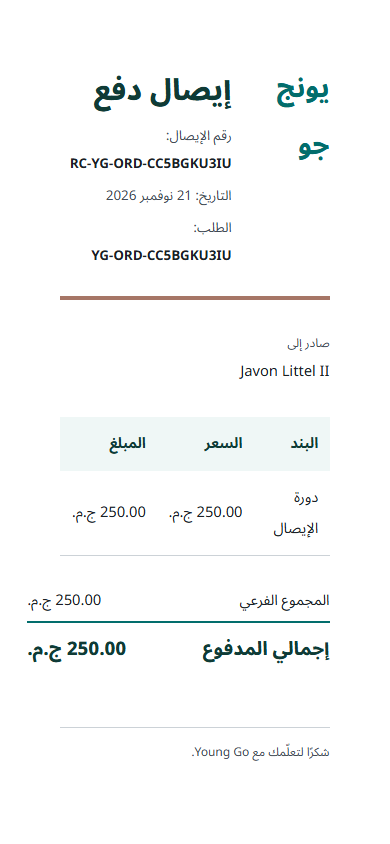 يونج
جو
إيصال دفع
رقم الإيصال:
RC-YG-ORD-CC5BGKU3IU
التاريخ: 21 نوفمبر 2026
الطلب:
YG-ORD-CC5BGKU3IU
صادر إلى
Javon Littel II
البند السعر المبلغ
دورة
الإيصال
250.00 ج.م. 250.00 ج.م.
المجموع الفرعي 250.00 ج.م.
إجمالي المدفوع 250.00 ج.م.
شكرًا لتعلّمك مع Young Go.